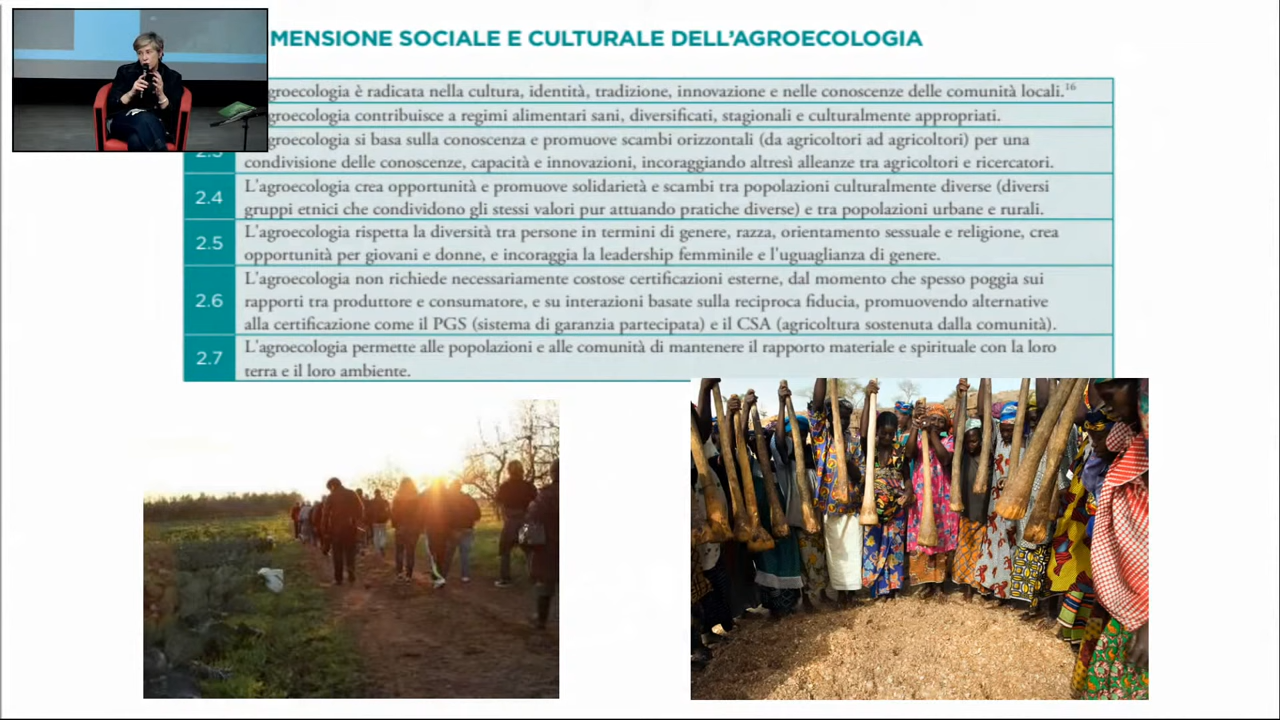 MENSIONE SOCIALE E CULTURALE DELL'AGROECOLOGIA
groecologia è radicata nella cultura, identità, tradizione, innovazione e nelle conoscenze delle comunità locali.16
groecologia contribuisce a regimi alimentari sani, diversificati, stagionali e culturalmente appropriati.
groecologia si basa sulla conoscenza e promuove scambi orizzontali (da agricoltori ad agricoltori) per una
2.3 condivisione delle conoscenze, capacità e innovazioni, incoraggiando altresì alleanze tra agricoltori e ricercatori.
2.4 L'agroecologia crea opportunità e promuove solidarietà e scambi tra popolazioni culturalmente diverse (diversi
gruppi etnici che condividono gli stessi valori pur attuando pratiche diverse) e tra popolazioni urbane e rurali.
2.5 L'agroecologia rispetta la diversità tra persone in termini di genere, razza, orientamento sessuale e religione, crea
opportunità per giovani e donne, e incoraggia la leadership femminile e l'uguaglianza di genere.
L'agroecologia non richiede necessariamente costose certificazioni esterne, dal momento che spesso poggia sui
2.6 rapporti tra produttore e consumatore, e su interazioni basate sulla reciproca fiducia, promuovendo alternative
alla certificazione come il PGS (sistema di garanzia partecipata) e il CSA (agricoltura sostenuta dalla comunità).
2.7 L'agroecologia permette alle popolazioni e alle comunità di mantenere il rapporto materiale e spirituale con la loro
terra e il loro ambiente.